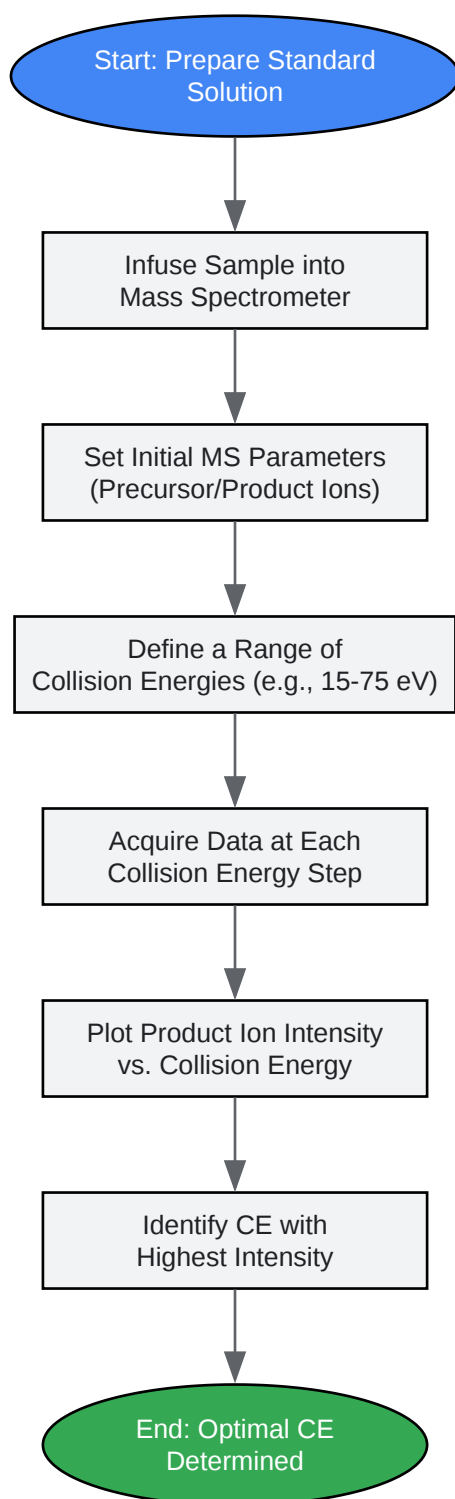 Start: Prepare Standard
Solution
Infuse Sample into
Mass Spectrometer
Set Initial MS Parameters
(Precursor/Product Ions)
Define a Range of
Collision Energies (e.g., 15-75 eV)
Acquire Data at Each
Collision Energy Step
Plot Product Ion Intensity
vs. Collision Energy
Identify CE with
Highest Intensity
End: Optimal CE
Determined